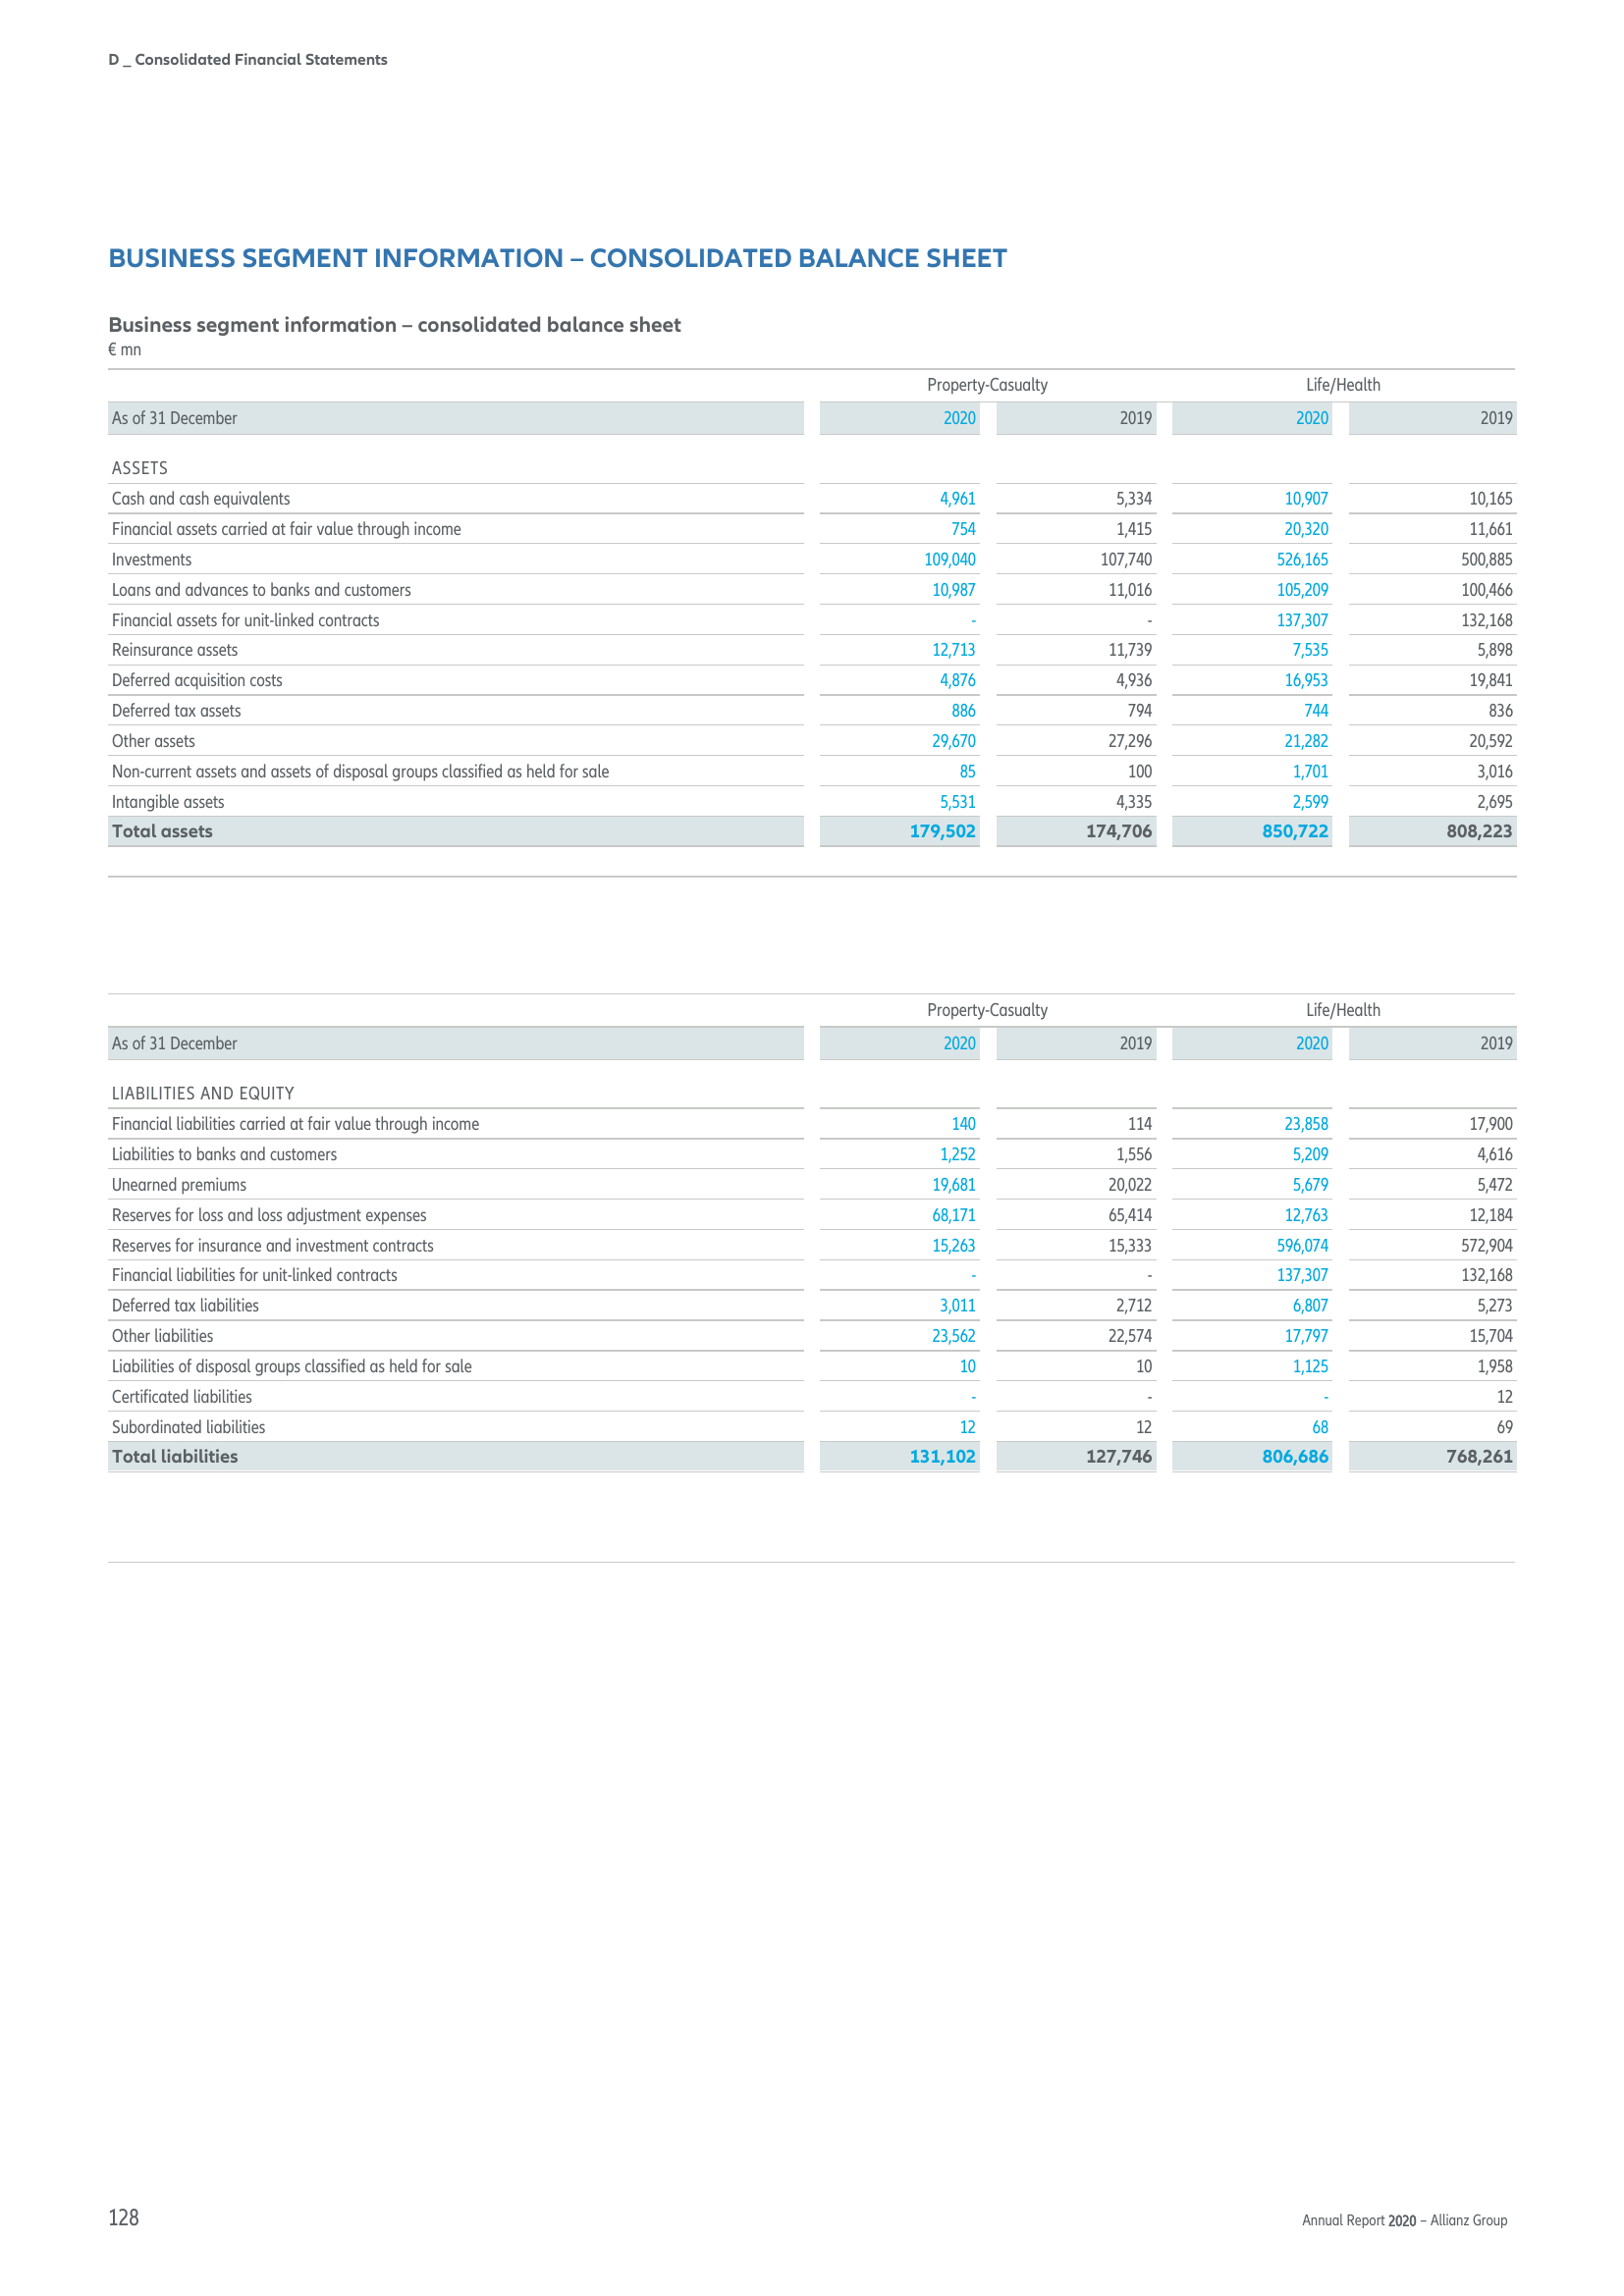 D _ Consolidated Financial Statements
BUSINESS SEGMENT INFORMATION – CONSOLIDATED BALANCE SHEET
Business segment information – consolidated balance sheet
€ mn
Property-Casualty Life/Health
As of 31 December 2020 2019 2020 2019
ASSETS
Cash and cash equivalents 4,961 5,334 10,907 10,165
Financial assets carried at fair value through income 754 1,415 20,320 11,661
Investments 109,040 107,740 526,165 500,885
Loans and advances to banks and customers 10,987 11,016 105,209 100,466
Financial assets for unit-linked contracts - - 137,307 132,168
Reinsurance assets 12,713 11,739 7,535 5,898
Deferred acquisition costs 4,876 4,936 16,953 19,841
Deferred tax assets 886 794 744 836
Other assets 29,670 27,296 21,282 20,592
Non-current assets and assets of disposal groups classified as held for sale 85 100 1,701 3,016
Intangible assets 5,531 4,335 2,599 2,695
Total assets 179,502 174,706 850,722 808,223
Property-Casualty Life/Health
As of 31 December 2020 2019 2020 2019
LIABILITIES AND EQUITY
Financial liabilities carried at fair value through income 140 114 23,858 17,900
Liabilities to banks and customers 1,252 1,556 5,209 4,616
Unearned premiums 19,681 20,022 5,679 5,472
Reserves for loss and loss adjustment expenses 68,171 65,414 12,763 12,184
Reserves for insurance and investment contracts 15,263 15,333 596,074 572,904
Financial liabilities for unit-linked contracts - - 137,307 132,168
Deferred tax liabilities 3,011 2,712 6,807 5,273
Other liabilities 23,562 22,574 17,797 15,704
Liabilities of disposal groups classified as held for sale 10 10 1,125 1,958
Certificated liabilities - - - 12
Subordinated liabilities 12 12 68 69
Total liabilities 131,102 127,746 806,686 768,261
128
Annual Report 2020 – Allianz Group